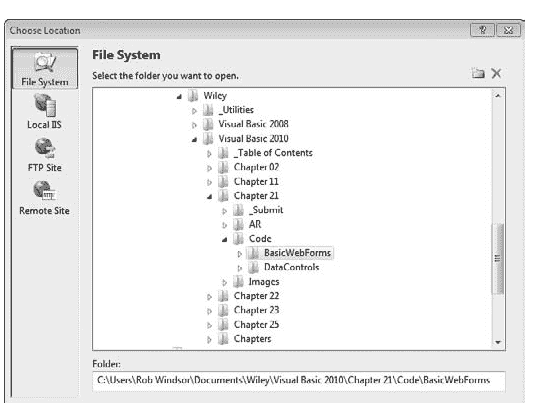 Choose Location
File System
Select the folder you want to open.
File System
Local IIS
FTP Site
Remote Site
Wiley
_Utilities
Visual Basic 2008
Visual Basic 2010
_Table of Contents
Chapter 02
Chapter 11
Chapter 21
_Submit
AR
Code
BasicWebForms
DataControls
Images
Chapter 22
Chapter 23
Chapter 25
Chapters
Folder:
C:\Users\Rob Windsor\Documents\Wiley\Visual Basic 2010\Chapter 21\Code\BasicWebForms